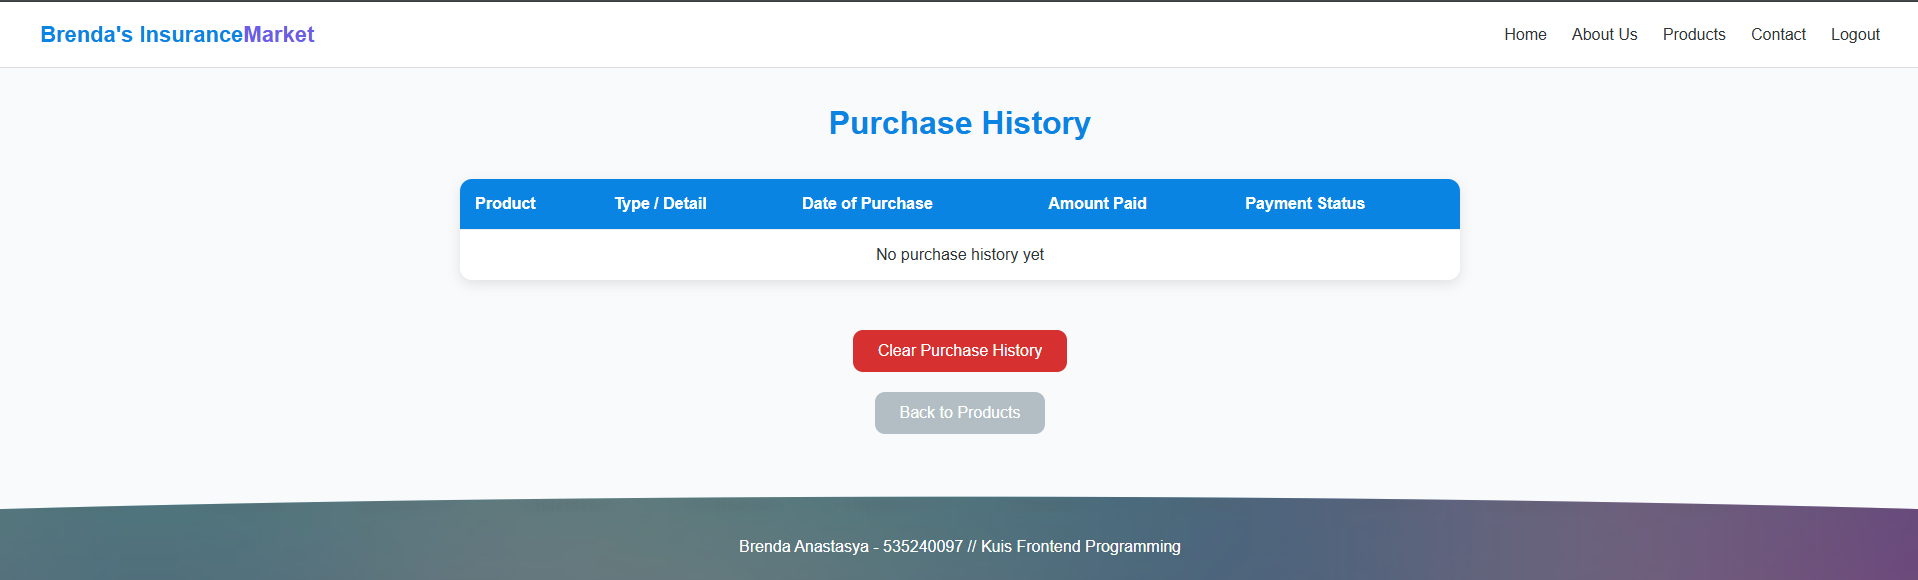 Brenda's InsuranceMarket Home About Us Products Contact Logout
Purchase History
Product Type / Detail Date of Purchase Amount Paid Payment Status
No purchase history yet
Clear Purchase History
Back to Products
Brenda Anastasya - 535240097 // Kuis Frontend Programming